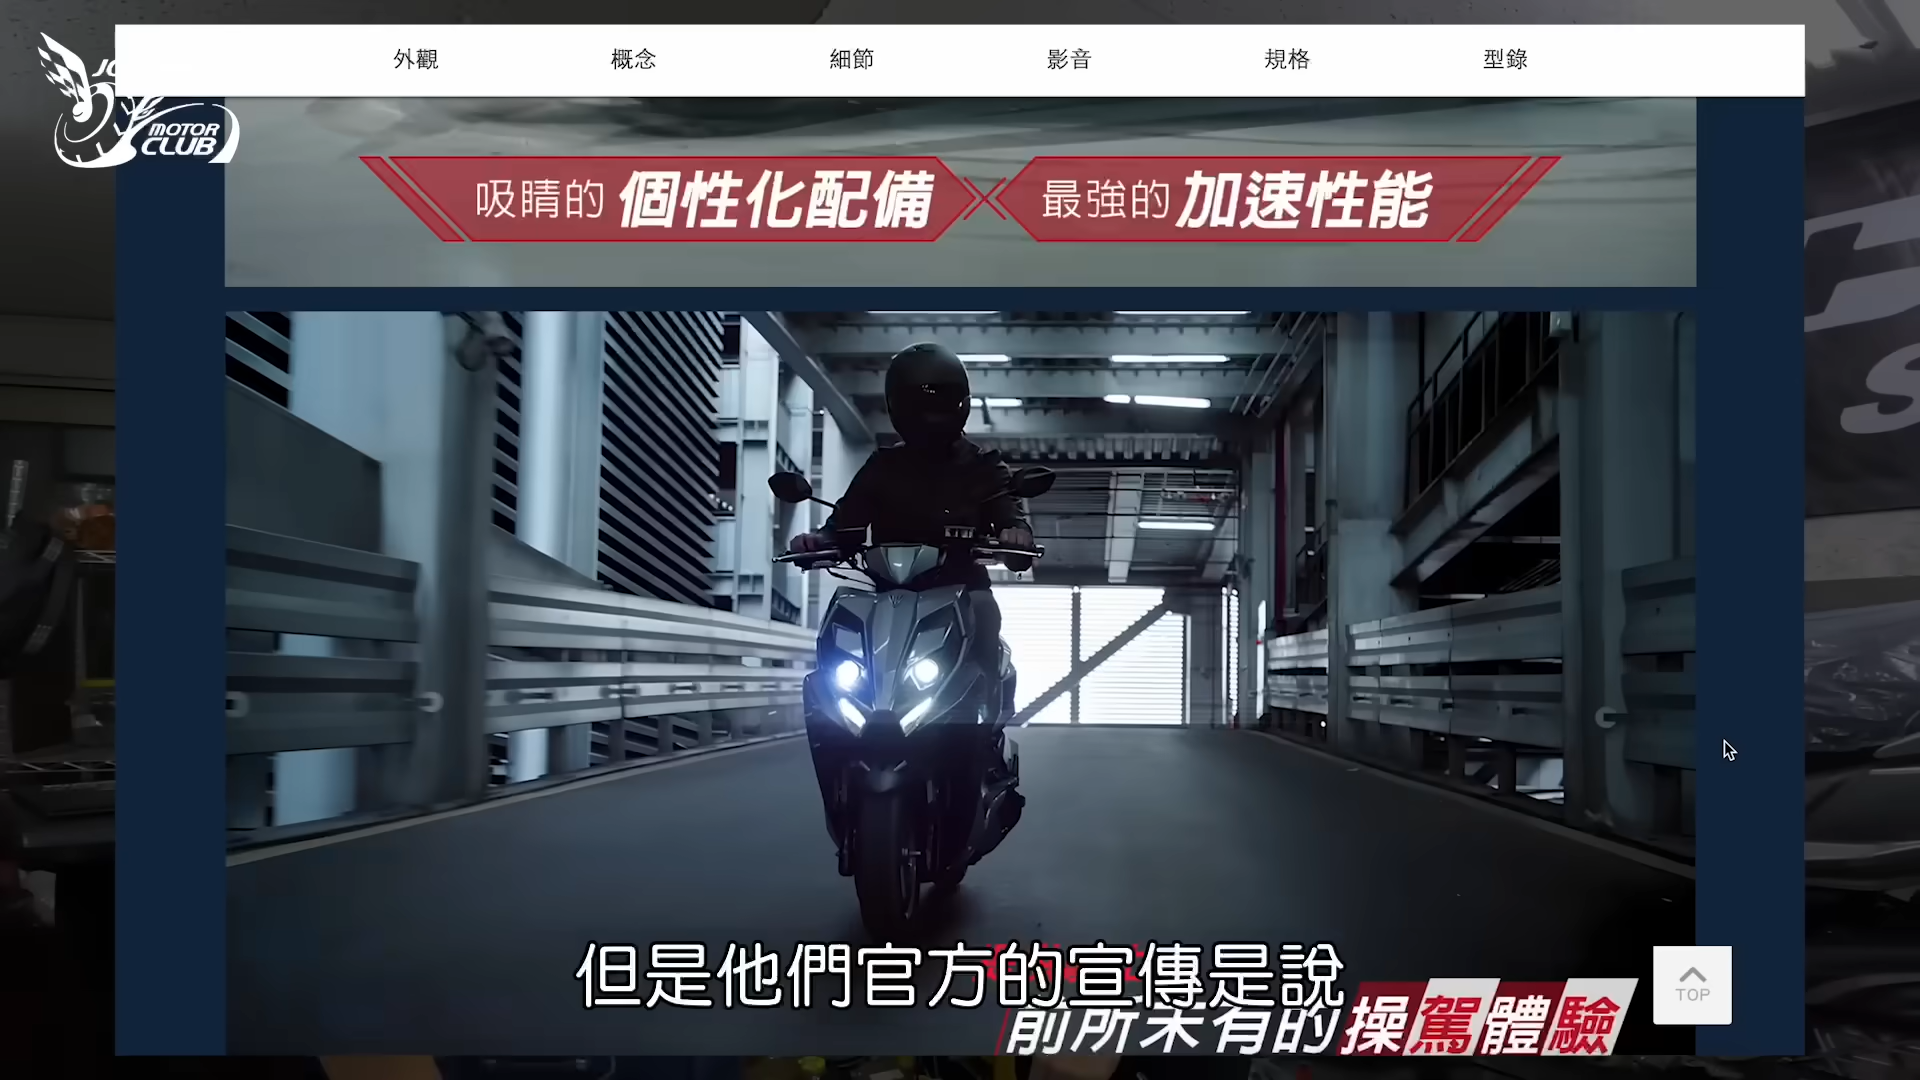 外觀 概念 細節 影音 規格 型錄
MOTOR
CLUB
吸睛的 個性化配備 最強的 加速性能
但是他們官方的宣傳是說
前所未有的操駕體驗
TOP